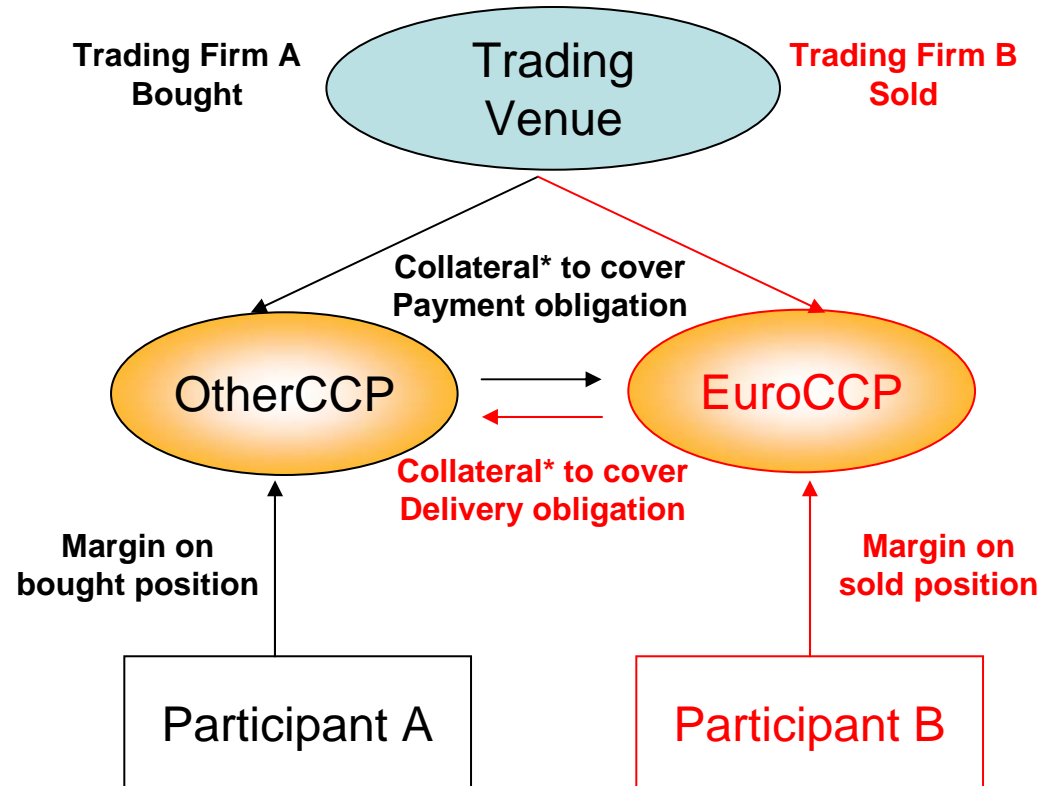 Trading Firm A
Bought
Trading
Venue
Trading Firm B
Sold
Collateral* to cover
Payment obligation
OtherCCP
EuroCCP
Collateral* to cover
Delivery obligation
Margin on
bought position
Margin on
sold position
Participant A
Participant B